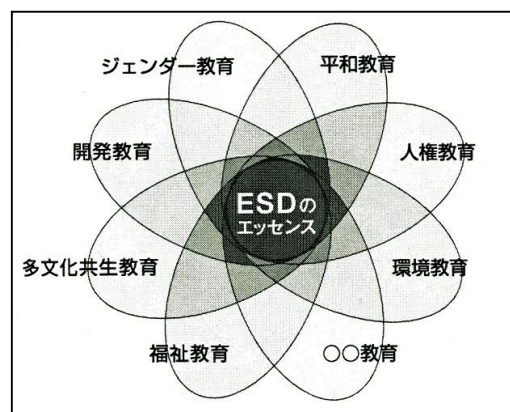 ジェンダー教育
平和教育
開発教育
人権教育
ESDの
エッセンス
多文化共生教育
環境教育
福祉教育
○○教育